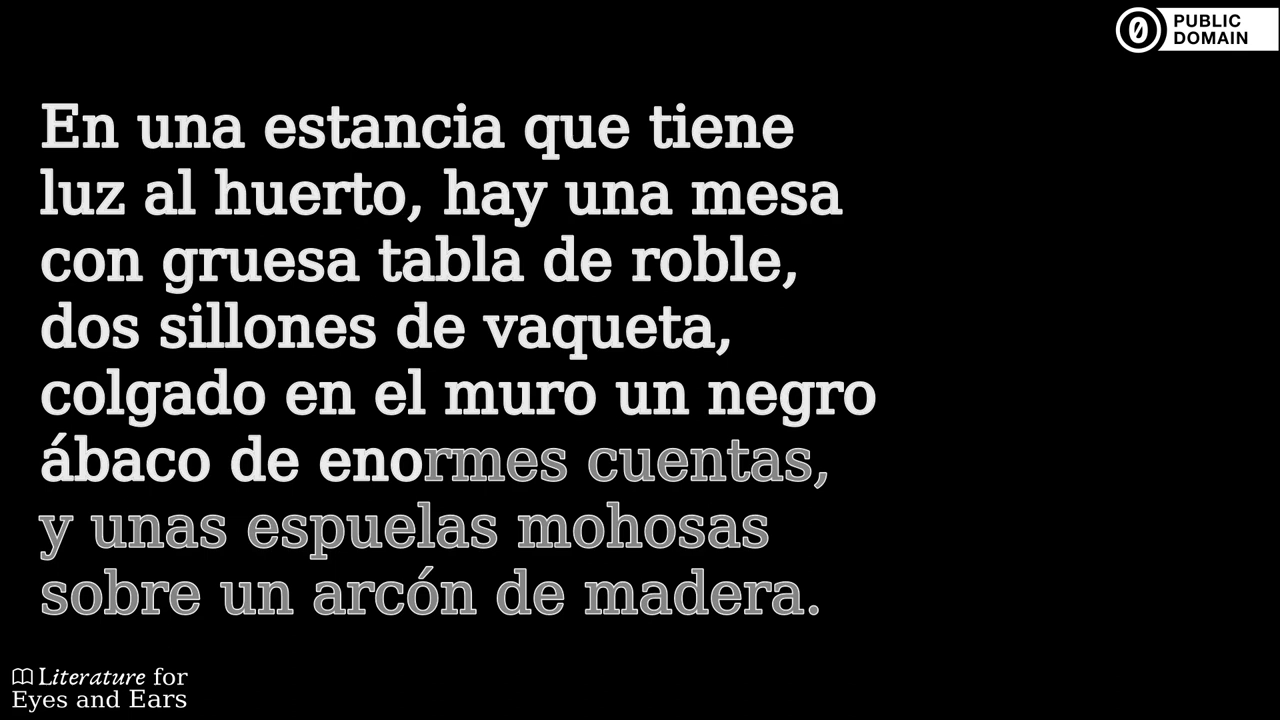 PUBLIC
DOMAIN
En una estancia que tiene
luz al huerto, hay una mesa
con gruesa tabla de roble,
dos sillones de vaqueta,
colgado en el muro un negro
ábaco de enormes cuentas,
y unas espuelas mohosas
sobre un arcón de madera.
Literature for
Eyes and Ears